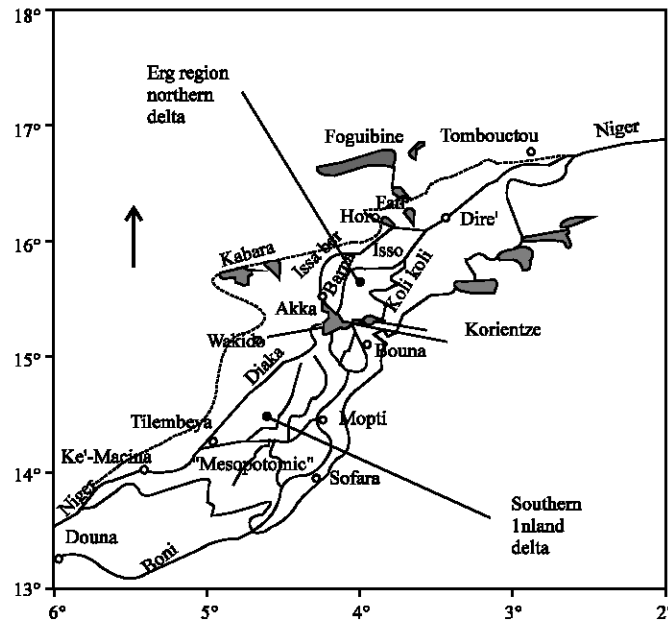 18°
17°
16°
15°
14°
13°
6°
5°
4°
3°
2°
Erg region
northern
delta
Foguibine
Tombouctou
Niger
Fati
Horo
Dire'
Kabara
Issa-ber
Isso
Barra
Koli koli
Akka
Korientze
Wakido
Bouna
Diaka
Tilembeya
Mopti
Ke'-Macina
"Mesopotomic"
Sofara
Niger
Southern
1nland
delta
Douna
Boni